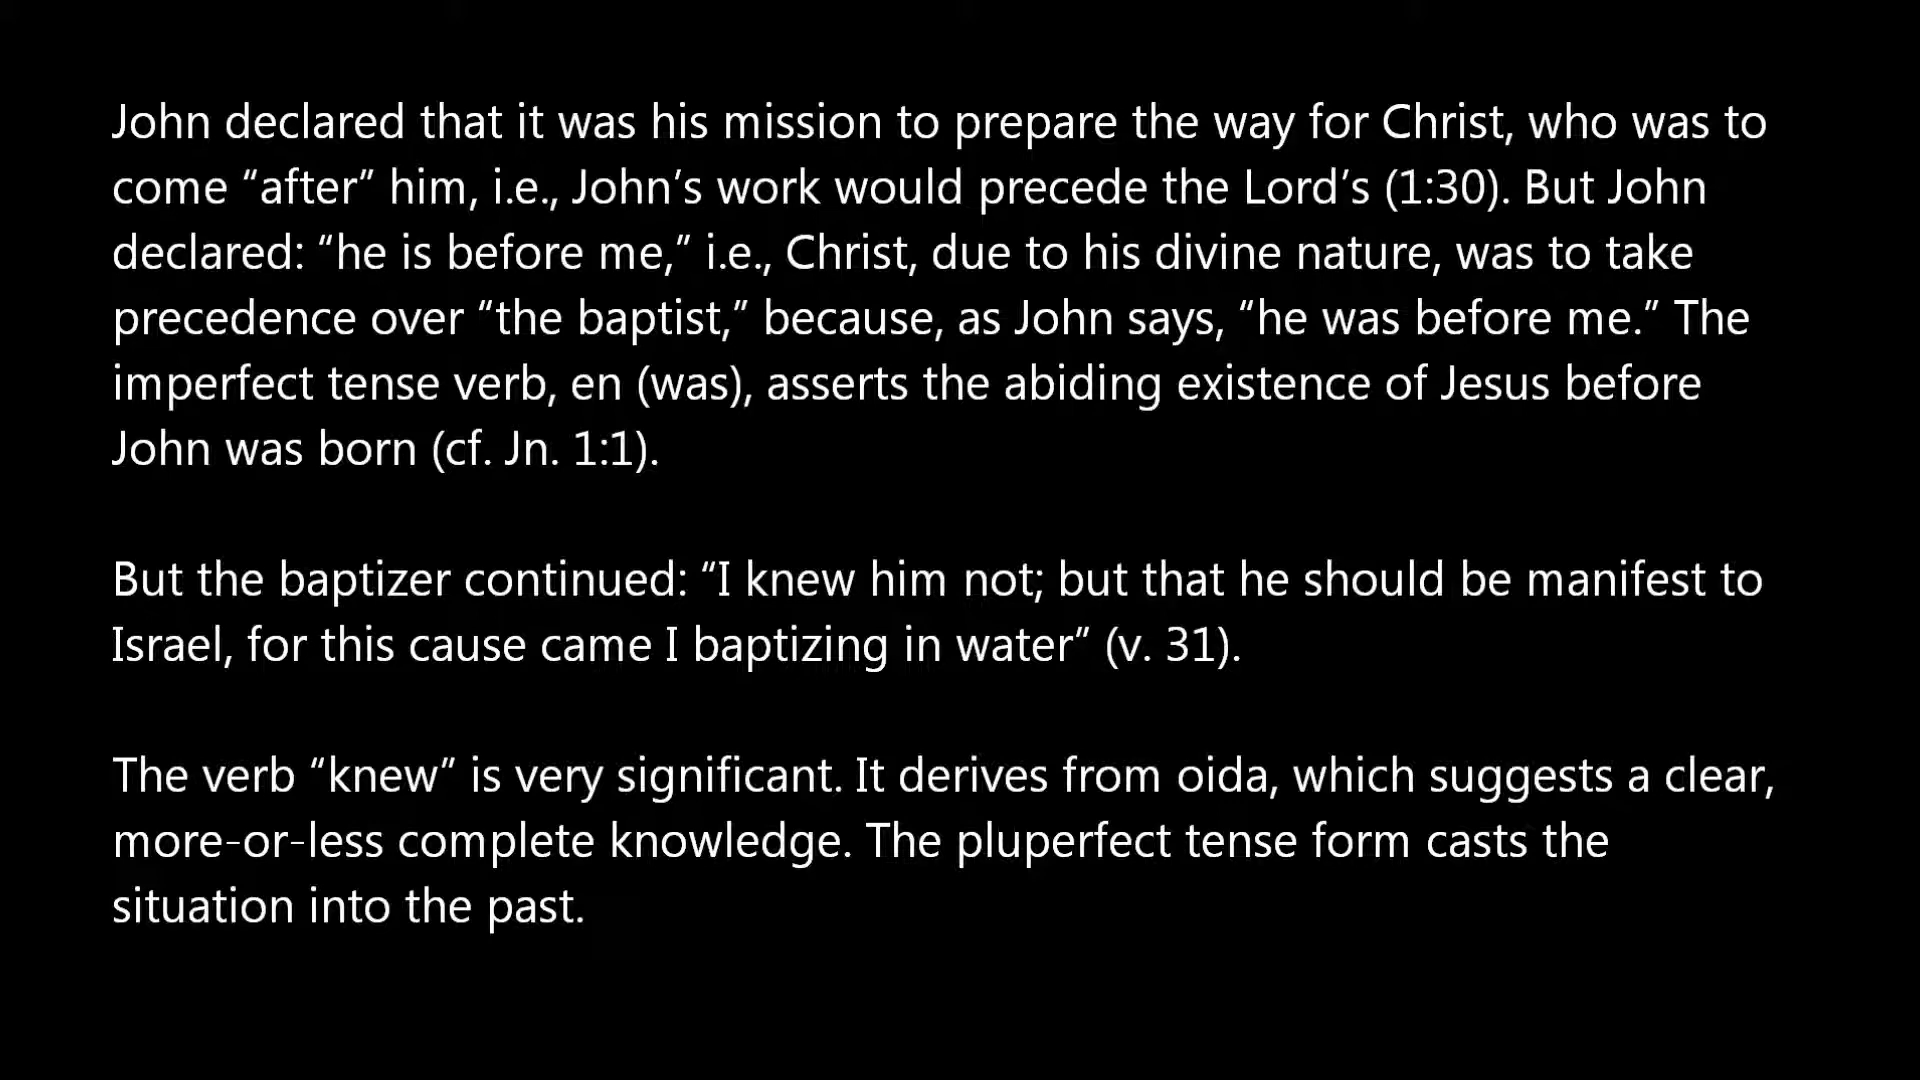 John declared that it was his mission to prepare the way for Christ, who was to
come “after” him, i.e., John’s work would precede the Lord’s (1:30). But John
declared: “he is before me,” i.e., Christ, due to his divine nature, was to take
precedence over “the baptist,” because, as John says, “he was before me.” The
imperfect tense verb, en (was), asserts the abiding existence of Jesus before
John was born (cf. Jn. 1:1).
But the baptizer continued: “I knew him not; but that he should be manifest to
Israel, for this cause came I baptizing in water” (v. 31).
The verb “knew” is very significant. It derives from oida, which suggests a clear,
more-or-less complete knowledge. The pluperfect tense form casts the
situation into the past.